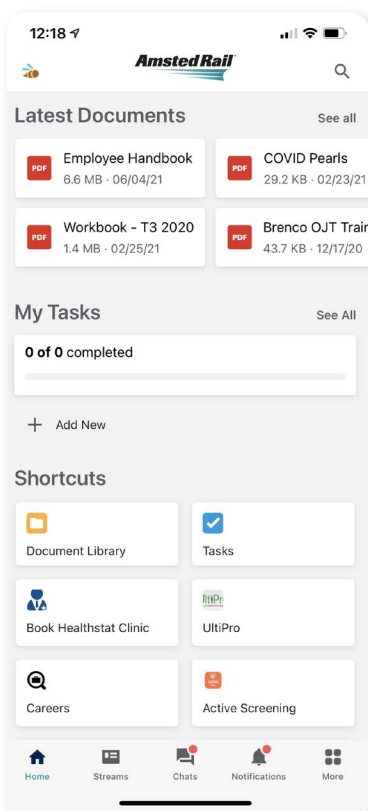 12:18
Amsted Rail
Latest Documents
See all
PDF
Employee Handbook
6.6 MB · 06/04/21
PDF
COVID Pearls
29.2 KB · 02/23/21
PDF
Workbook - T3 2020
1.4 MB · 02/25/21
PDF
Brenco OJT Train
43.7 KB · 12/17/20
My Tasks
See All
0 of 0 completed
+ Add New
Shortcuts
Document Library
Tasks
Book Healthstat Clinic
UltiPro
Careers
Active Screening
Home
Streams
Chats
Notifications
More